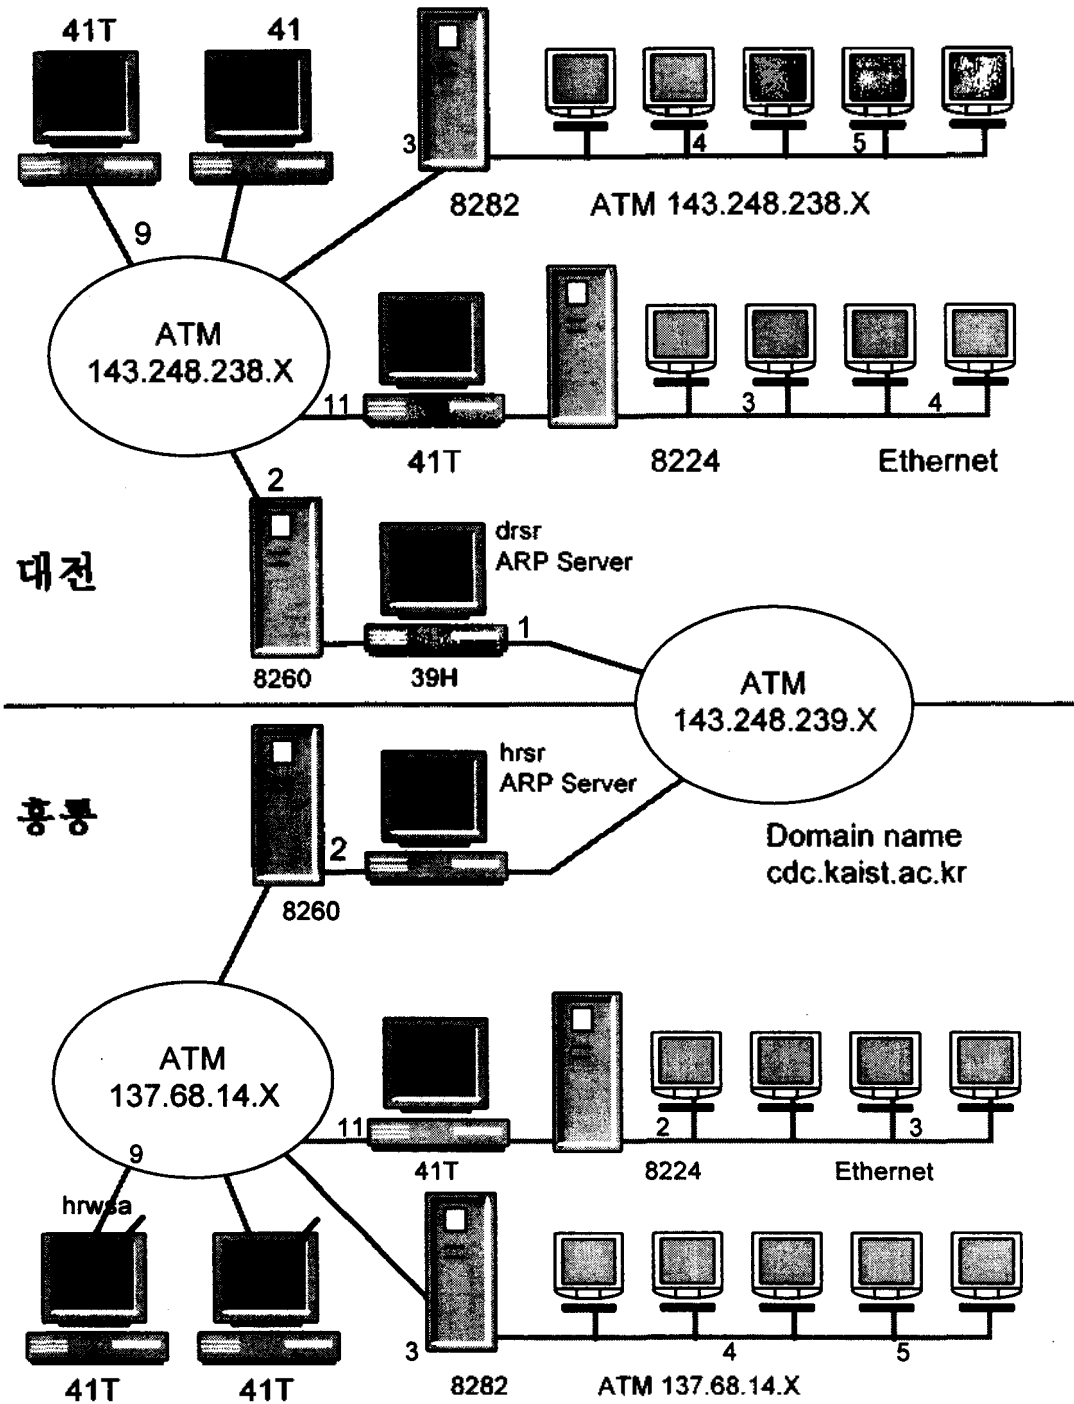 41T
41
3
4
5
8282
ATM 143.248.238.X
9
ATM
143.248.238.X
11
3
4
41T
8224
Ethernet
2
drsr
ARP Server
대전
1
8260
39H
ATM
143.248.239.X
hrsr
ARP Server
홍릉
2
Domain name
cdc.kaist.ac.kr
8260
ATM
137.68.14.X
11
2
3
9
41T
8224
Ethernet
hrwsa
3
4
5
41T
41T
8282
ATM 137.68.14.X